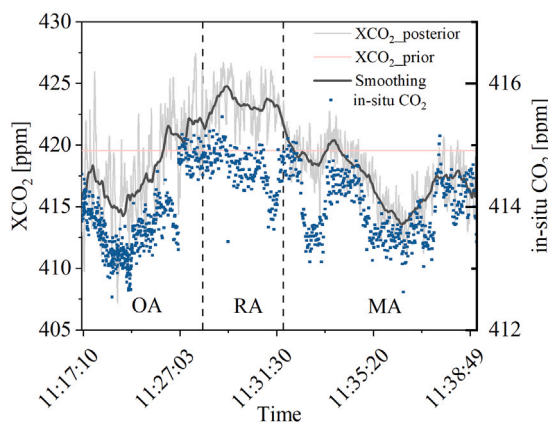 430
425
420
415
410
405
XCO₂ [ppm]
XCO₂_posterior
XCO₂_prior
Smoothing
in-situ CO₂
416
414
412
in-situ CO₂ [ppm]
OA
RA
MA
11:17:10
11:27:03
11:31:30
11:35:20
11:38:49
Time